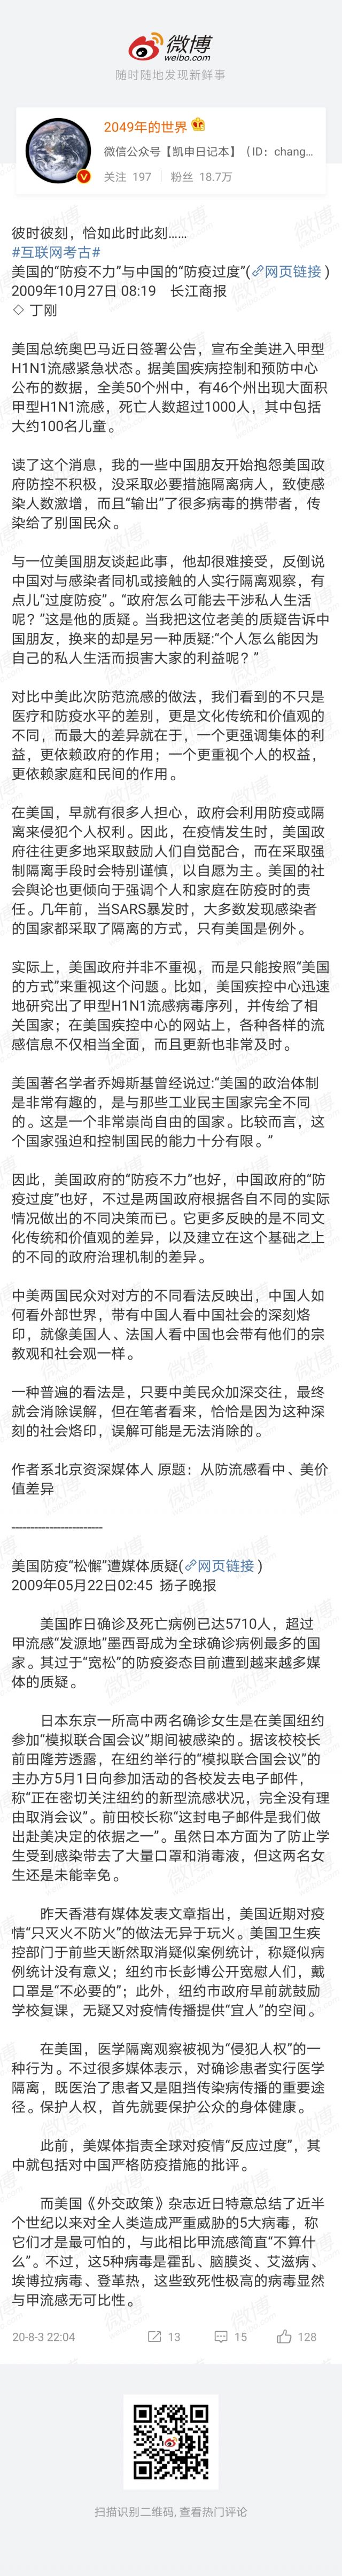 微博
weibo.com
随时随地发现新鲜事
2049年的世界
微信公众号【凯申日记本】（ID：chang...
关注 197 粉丝 18.7万
彼时彼刻，恰如此时此刻……
#互联网考古#
美国的“防疫不力”与中国的“防疫过度”(网页链接 )
2009年10月27日 08:19 长江商报
◇ 丁刚
美国总统奥巴马近日签署公告，宣布全美进入甲型
H1N1流感紧急状态。据美国疾病控制和预防中心
公布的数据，全美50个州中，有46个州出现大面积
甲型H1N1流感，死亡人数超过1000人，其中包括
大约100名儿童。
读了这个消息，我的一些中国朋友开始抱怨美国政
府防控不积极，没采取必要措施隔离病人，致使感
染人数激增，而且“输出”了很多病毒的携带者，传
染给了别国民众。
与一位美国朋友谈起此事，他却很难接受，反倒说
中国对与感染者同机或接触的人实行隔离观察，有
点儿“过度防疫”。“政府怎么可能去干涉私人生活
呢？”这是他的质疑。当我把这位老美的质疑告诉中
国朋友，换来的却是另一种质疑:“个人怎么能因为
自己的私人生活而损害大家的利益呢？”
对比中美此次防范流感的做法，我们看到的不只是
医疗和防疫水平的差别，更是文化传统和价值观的
不同，而最大的差异就在于，一个更强调集体的利
益，更依赖政府的作用；一个更重视个人的权益，
更依赖家庭和民间的作用。
在美国，早就有很多人担心，政府会利用防疫或隔
离来侵犯个人权利。因此，在疫情发生时，美国政
府往往更多地采取鼓励人们自觉配合，而在采取强
制隔离手段时会特别谨慎，以自愿为主。美国的社
会舆论也更倾向于强调个人和家庭在防疫时的责
任。几年前，当SARS暴发时，大多数发现感染者
的国家都采取了隔离的方式，只有美国是例外。
实际上，美国政府并非不重视，而是只能按照“美国
的方式”来重视这个问题。比如，美国疾控中心迅速
地研究出了甲型H1N1流感病毒序列，并传给了相
关国家；在美国疾控中心的网站上，各种各样的流
感信息不仅相当全面，而且更新也非常及时。
美国著名学者乔姆斯基曾经说过:“美国的政治体制
是非常有趣的，是与那些工业民主国家完全不同
的。这是一个非常崇尚自由的国家。比较而言，这
个国家强迫和控制国民的能力十分有限。”
因此，美国政府的“防疫不力”也好，中国政府的“防
疫过度”也好，不过是两国政府根据各自不同的实际
情况做出的不同决策而已。它更多反映的是不同文
化传统和价值观的差异，以及建立在这个基础之上
的不同的政府治理机制的差异。
中美两国民众对对方的不同看法反映出，中国人如
何看外部世界，带有中国人看中国社会的深刻烙
印，就像美国人、法国人看中国也会带有他们的宗
教观和社会观一样。
一种普遍的看法是，只要中美民众加深交往，最终
就会消除误解，但在笔者看来，恰恰是因为这种深
刻的社会烙印，误解可能是无法消除的。
作者系北京资深媒体人 原题：从防流感看中、美价
值差异
------------------------
美国防疫“松懈”遭媒体质疑(网页链接 )
2009年05月22日02:45 扬子晚报
美国昨日确诊及死亡病例已达5710人，超过
甲流感“发源地”墨西哥成为全球确诊病例最多的国
家。其过于“宽松”的防疫姿态目前遭到越来越多媒
体的质疑。
日本东京一所高中两名确诊女生是在美国纽约
参加“模拟联合国会议”期间被感染的。据该校校长
前田隆芳透露，在纽约举行的“模拟联合国会议”的
主办方5月1日向参加活动的各校发去电子邮件，
称“正在密切关注纽约的新型流感状况，完全没有理
由取消会议”。前田校长称“这封电子邮件是我们做
出赴美决定的依据之一”。虽然日本方面为了防止学
生受到感染带去了大量口罩和消毒液，但这两名女
生还是未能幸免。
昨天香港有媒体发表文章指出，美国近期对疫
情“只灭火不防火”的做法无异于玩火。美国卫生疾
控部门于前些天断然取消疑似案例统计，称疑似病
例统计没有意义；纽约市长彭博公开宽慰人们，戴
口罩是“不必要的”；此外，纽约市政府早前就鼓励
学校复课，无疑又对疫情传播提供“宜人”的空间。
在美国，医学隔离观察被视为“侵犯人权”的一
种行为。不过很多媒体表示，对确诊患者实行医学
隔离，既医治了患者又是阻挡传染病传播的重要途
径。保护人权，首先就要保护公众的身体健康。
此前，美媒体指责全球对疫情“反应过度”，其
中就包括对中国严格防疫措施的批评。
而美国《外交政策》杂志近日特意总结了近半
个世纪以来对全人类造成严重威胁的5大病毒，称
它们才是最可怕的，与此相比甲流感简直“不算什
么”。不过，这5种病毒是霍乱、脑膜炎、艾滋病、
埃博拉病毒、登革热，这些致死性极高的病毒显然
与甲流感无可比性。
20-8-3 22:04 13 15 128
扫描识别二维码, 查看热门评论